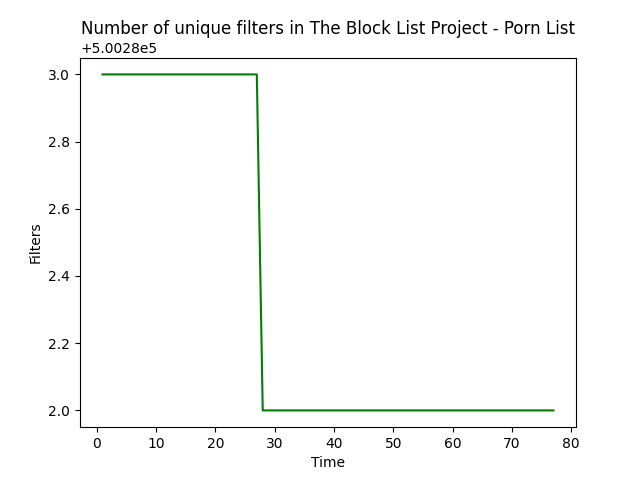 Number of unique filters in The Block List Project - Porn List
+5.0028e5
3.0
2.8
2.6
2.4
2.2
2.0
Filters
0 10 20 30 40 50 60 70 80
Time